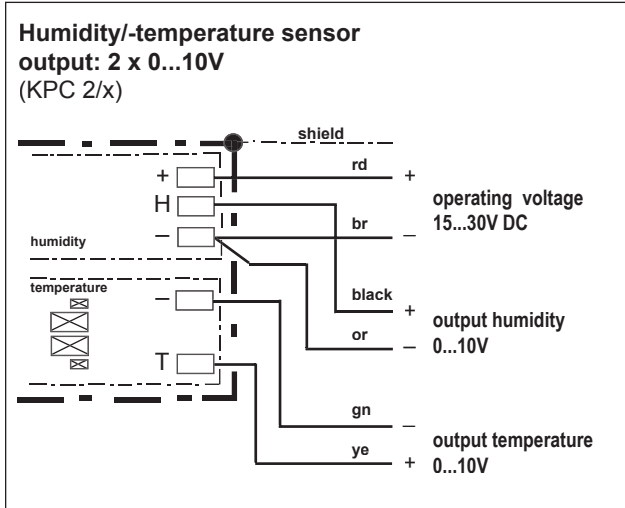 Humidity/-temperature sensor
output: 2 x 0...10V
(KPC 2/x)
shield
rd
+
+
operating voltage
15...30V DC
H
br
–
–
humidity
temperature
–
black
+
output humidity
0...10V
or
–
T
gn
–
output temperature
0...10V
ye
+